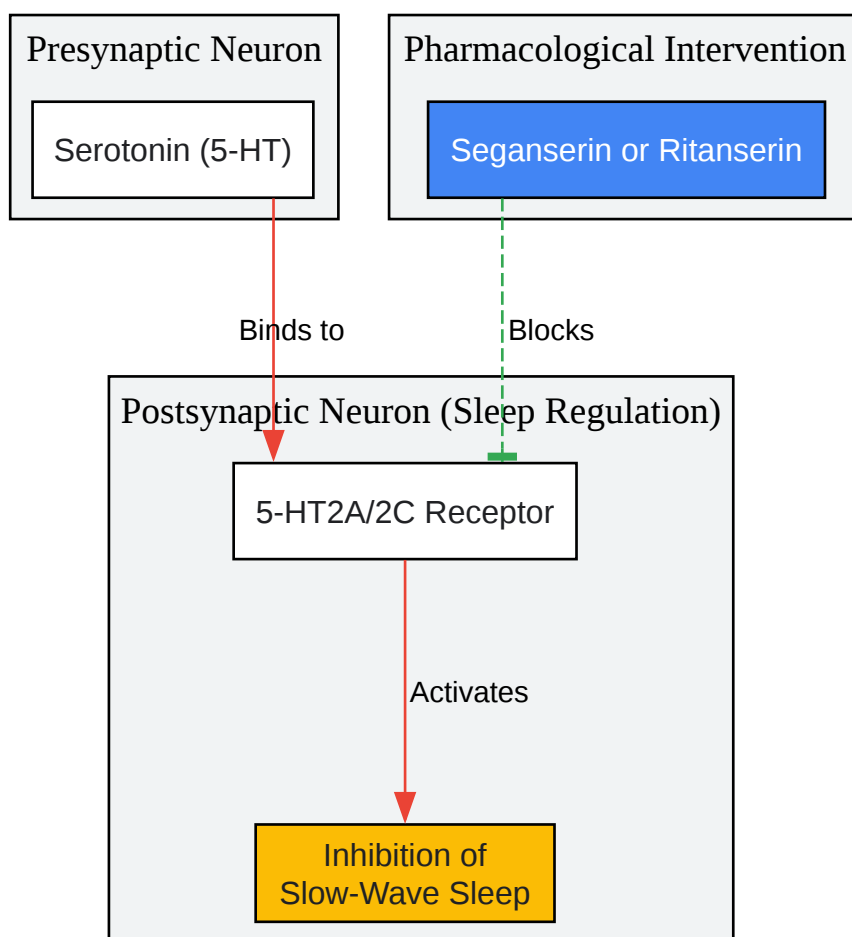 Presynaptic Neuron
Pharmacological Intervention
Serotonin (5-HT)
Seganserin or Ritanserin
Binds to
Blocks
Postsynaptic Neuron (Sleep Regulation)
5-HT2A/2C Receptor
Activates
Inhibition of
Slow-Wave Sleep